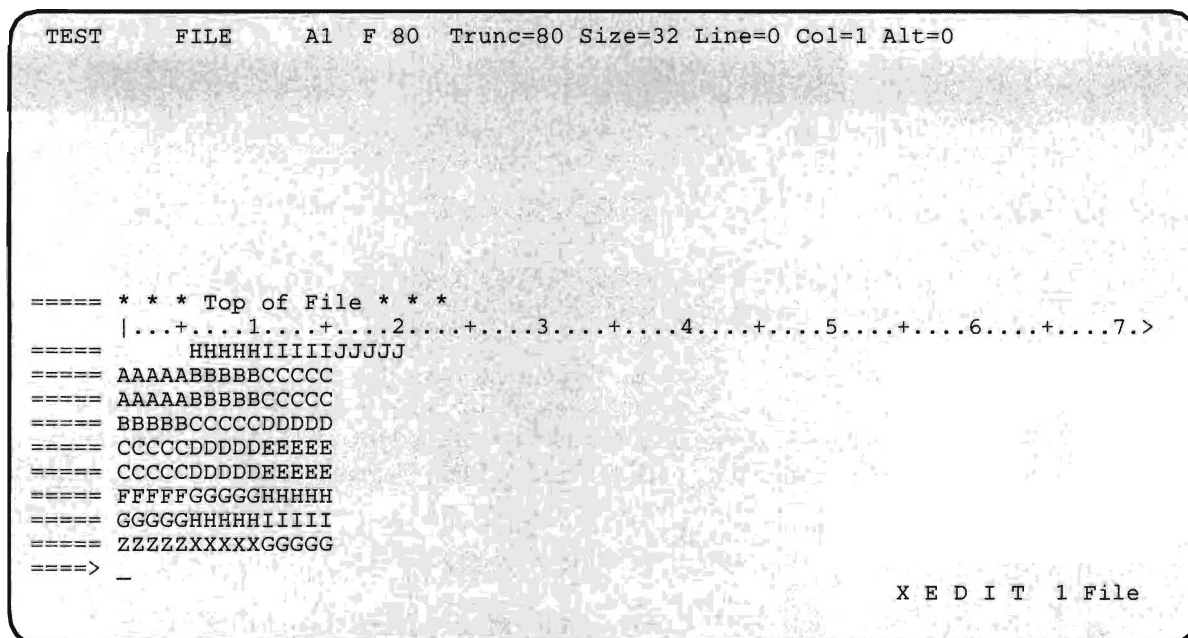 TEST      FILE     A1  F 80  Trunc=80 Size=32 Line=0 Col=1 Alt=0
===== * * * Top of File * * *
      |...+....1....+....2....+....3....+....4....+....5....+....6....+....7.>
=====      HHHHHIIIIIJJJJJ
===== AAAAABBBBBCCCCC
===== AAAAABBBBBCCCCC
===== BBBBBCCCCCDDDDD
===== CCCCCDDDDDEEEEE
===== CCCCCDDDDDEEEEE
===== FFFFFGGGGGHHHHH
===== GGGGGHHHHHIIIII
===== ZZZZZXXXXXGGGGG
====> _
X E D I T  1 File